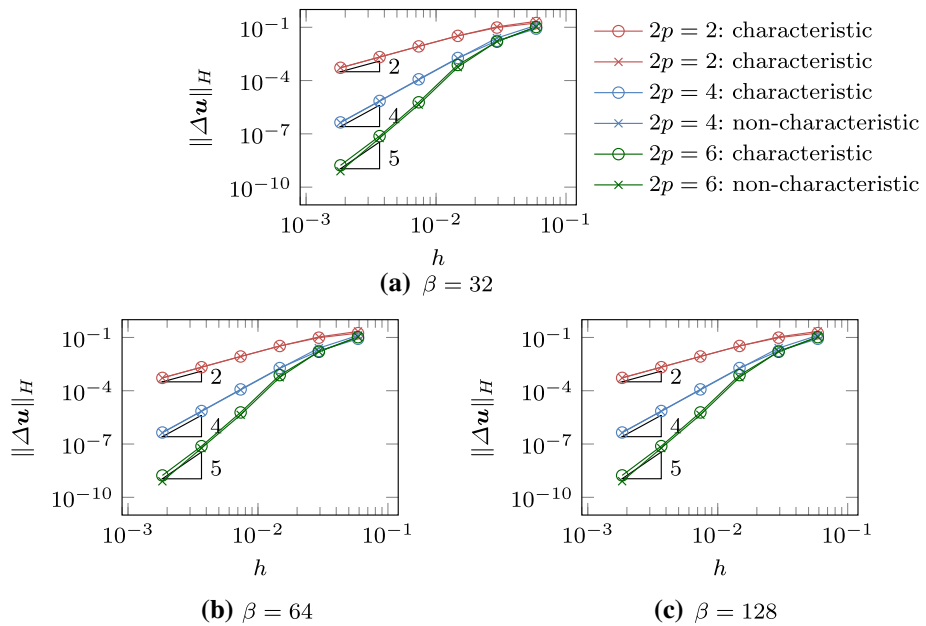 10^{-1}
10^{-4}
10^{-7}
10^{-10}
‖Δu‖_H
2
4
5
10^{-3}
10^{-2}
10^{-1}
h
2p = 2: characteristic
2p = 2: characteristic
2p = 4: characteristic
2p = 4: non-characteristic
2p = 6: characteristic
2p = 6: non-characteristic
(a) β = 32
10^{-1}
10^{-4}
10^{-7}
10^{-10}
‖Δu‖_H
2
4
5
10^{-3}
10^{-2}
10^{-1}
h
(b) β = 64
10^{-1}
10^{-4}
10^{-7}
10^{-10}
‖Δu‖_H
2
4
5
10^{-3}
10^{-2}
10^{-1}
h
(c) β = 128